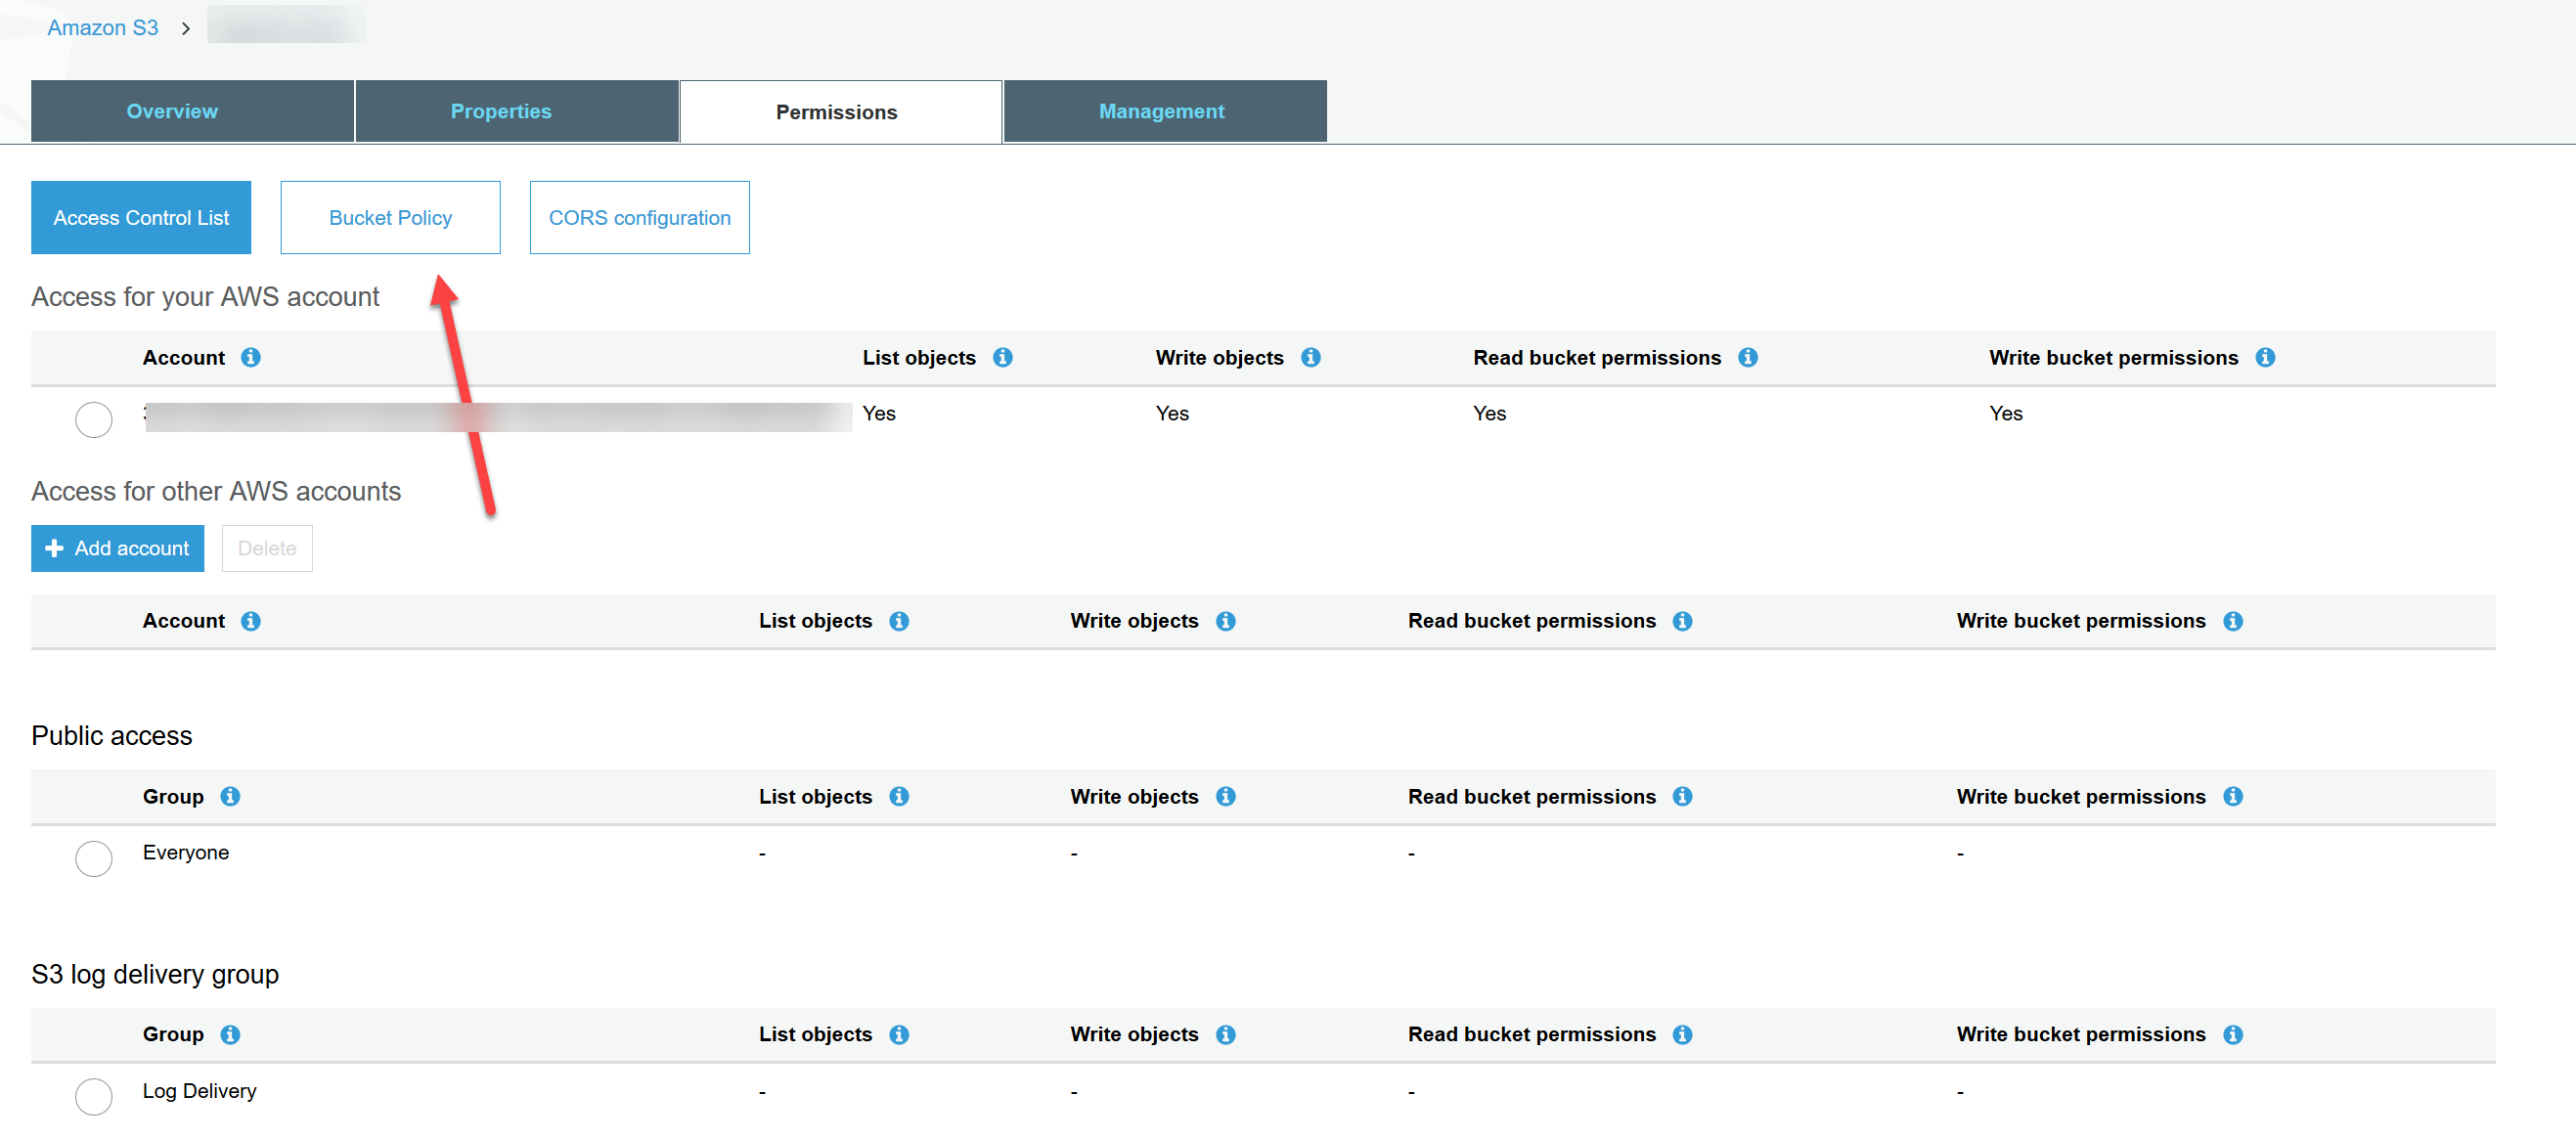 Amazon S3 >
Overview Properties Permissions Management
Access Control List Bucket Policy CORS configuration
Access for your AWS account
Account List objects Write objects Read bucket permissions Write bucket permissions
Yes Yes Yes Yes
Access for other AWS accounts
+ Add account Delete
Account List objects Write objects Read bucket permissions Write bucket permissions
Public access
Group List objects Write objects Read bucket permissions Write bucket permissions
Everyone - - - -
S3 log delivery group
Group List objects Write objects Read bucket permissions Write bucket permissions
Log Delivery - - - -